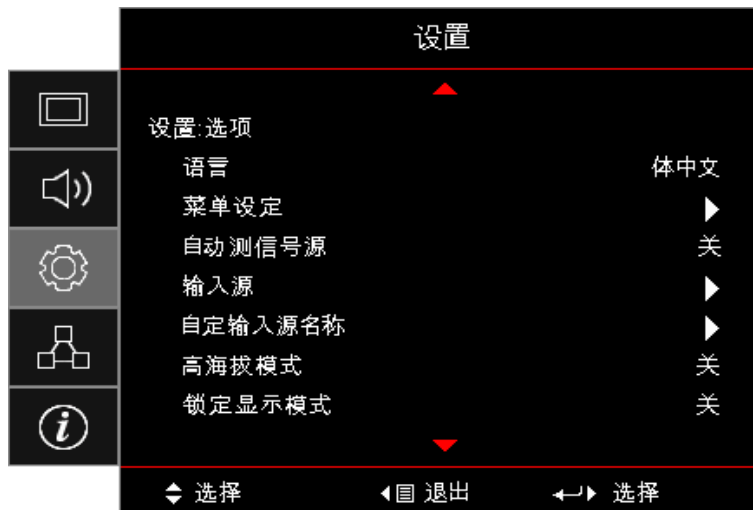 设置
设置:选项
语言 体中文
菜单设定
自动测信号源 关
输入源
自定输入源名称
高海拔模式 关
锁定显示模式 关
选择 退出 选择